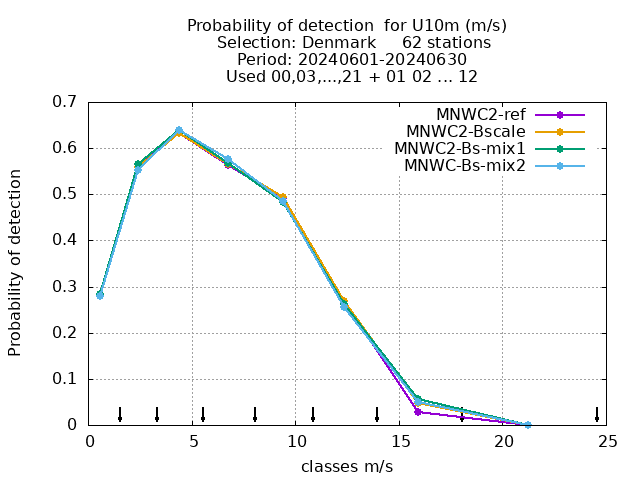 Probability of detection  for U10m (m/s)
Selection: Denmark     62 stations
Period: 20240601-20240630
Used 00,03,...,21 + 01 02 ... 12
MNWC2-ref
MNWC2-Bscale
MNWC2-Bs-mix1
MNWC-Bs-mix2
Probability of detection
0.7
0.6
0.5
0.4
0.3
0.2
0.1
0
0 5 10 15 20 25
classes m/s